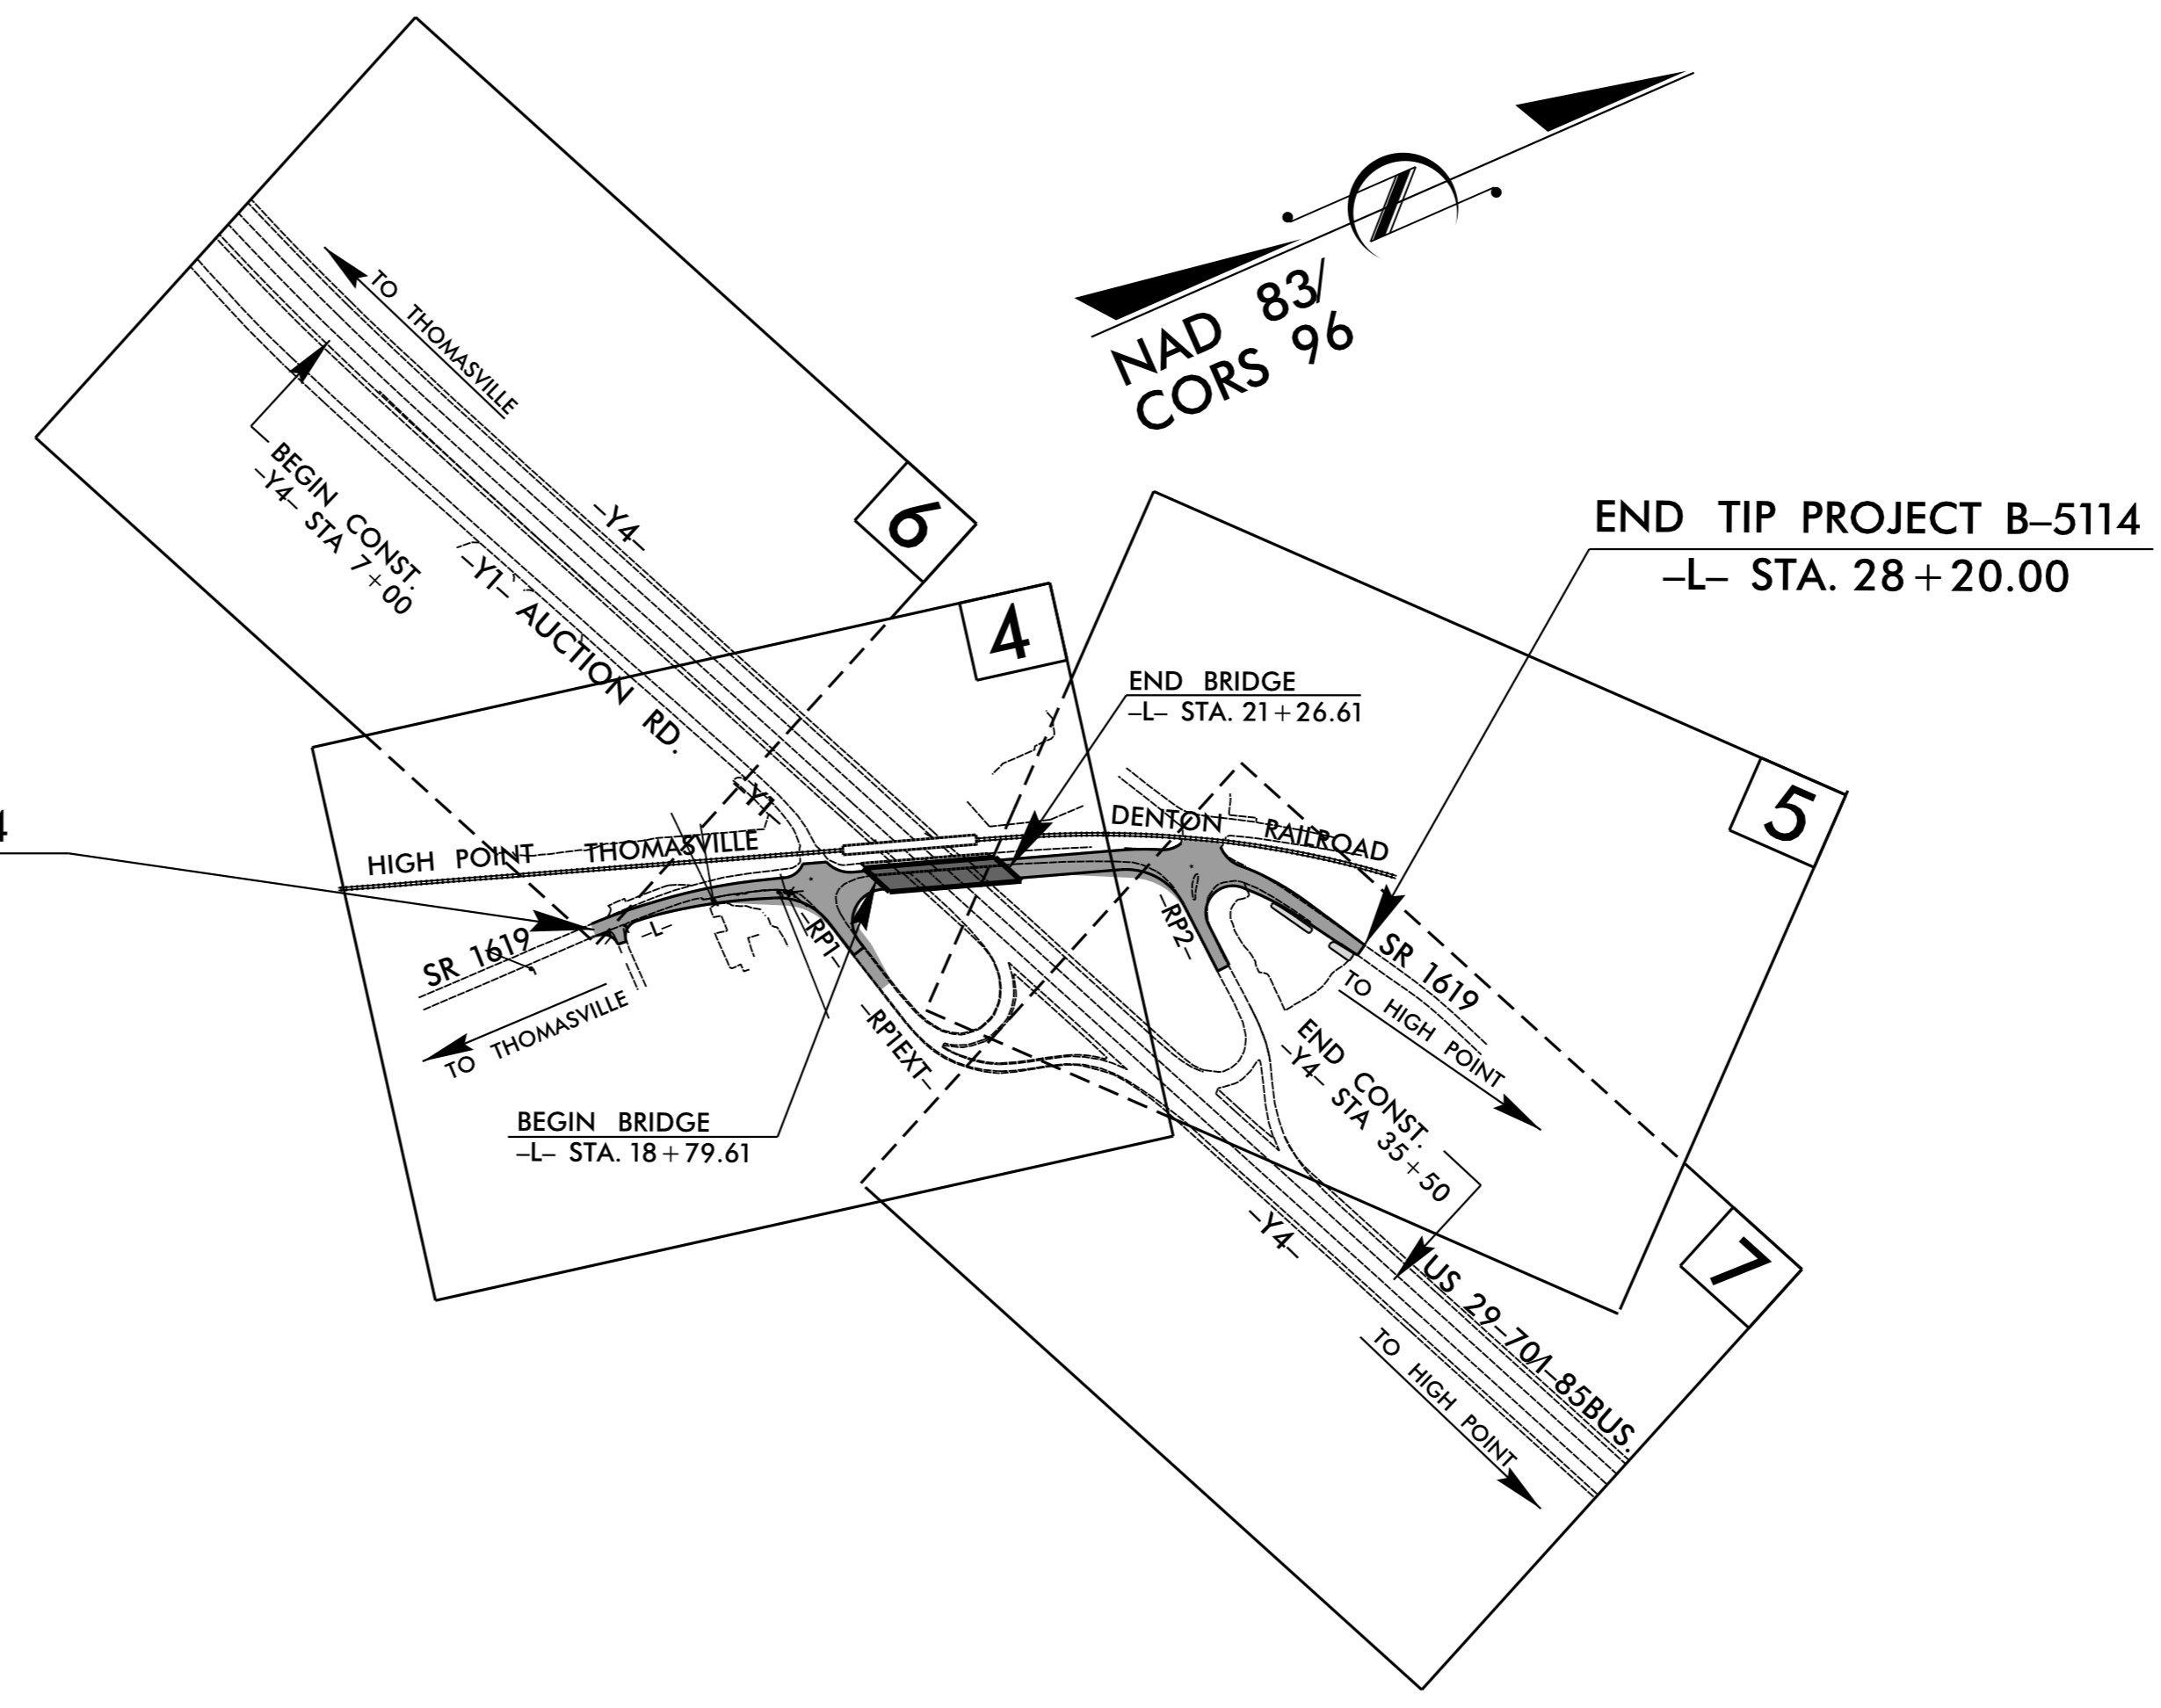 NAD 83/
CORS 96
TO THOMASVILLE
BEGIN CONST.
-Y4- STA 7+00
-Y4-
6
-Y1- AUCTION RD.
4
END TIP PROJECT B-5114
-L- STA. 28+20.00
END BRIDGE
-L- STA. 21+26.61
5
-Y1-
4
HIGH POINT THOMASVILLE DENTON RAILROAD
SR 1619
-L-
-RP1-
-RP2-
SR 1619
TO THOMASVILLE
TO HIGH POINT
-RP1EXT-
END CONST.
-Y4- STA 35+50
BEGIN BRIDGE
-L- STA. 18+79.61
-Y4-
7
US 29-70/I-85BUS.
TO HIGH POINT